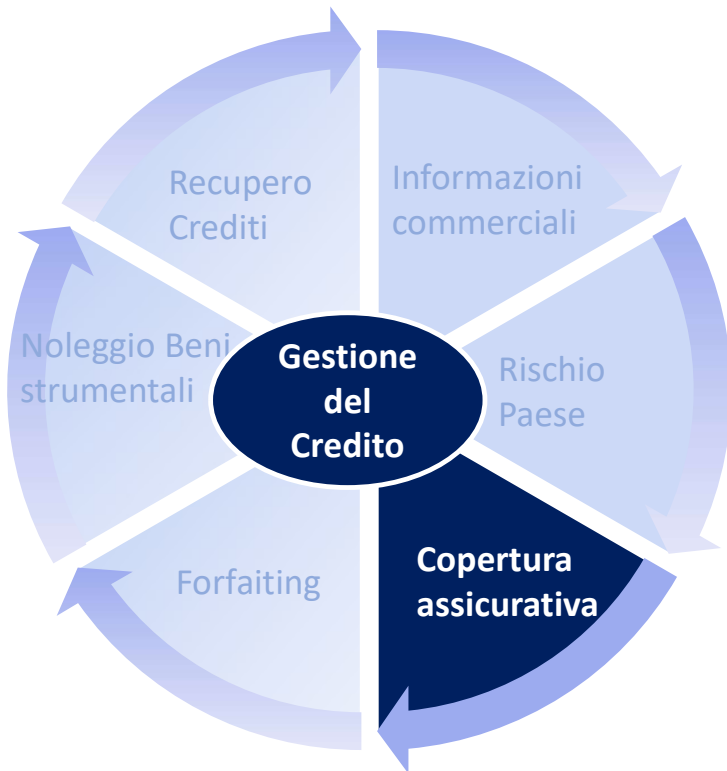 Recupero
Crediti
Informazioni
commerciali
Noleggio Beni
strumentali
Gestione
del
Credito
Rischio
Paese
Forfaiting
Copertura
assicurativa